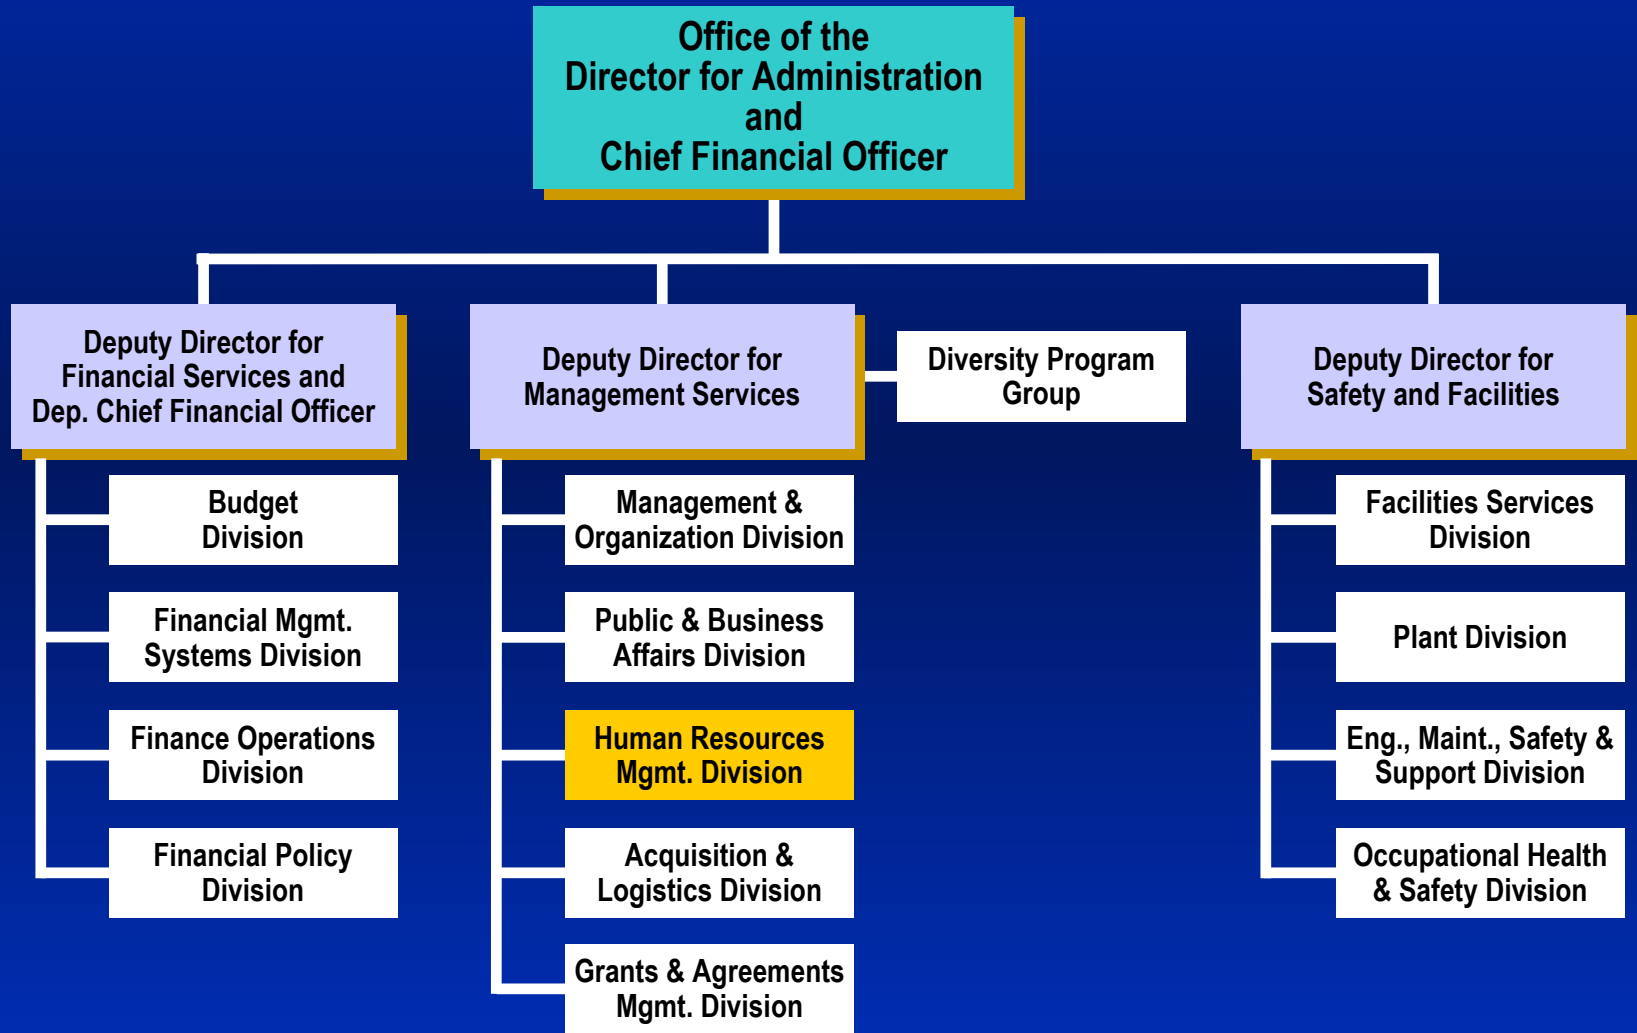 Office of the
Director for Administration
and
Chief Financial Officer
Deputy Director for
Financial Services and
Dep. Chief Financial Officer
Budget
Division
Financial Mgmt.
Systems Division
Finance Operations
Division
Financial Policy
Division
Deputy Director for
Management Services
Diversity Program
Group
Management &
Organization Division
Public & Business
Affairs Division
Human Resources
Mgmt. Division
Acquisition &
Logistics Division
Grants & Agreements
Mgmt. Division
Deputy Director for
Safety and Facilities
Facilities Services
Division
Plant Division
Eng., Maint., Safety &
Support Division
Occupational Health
& Safety Division